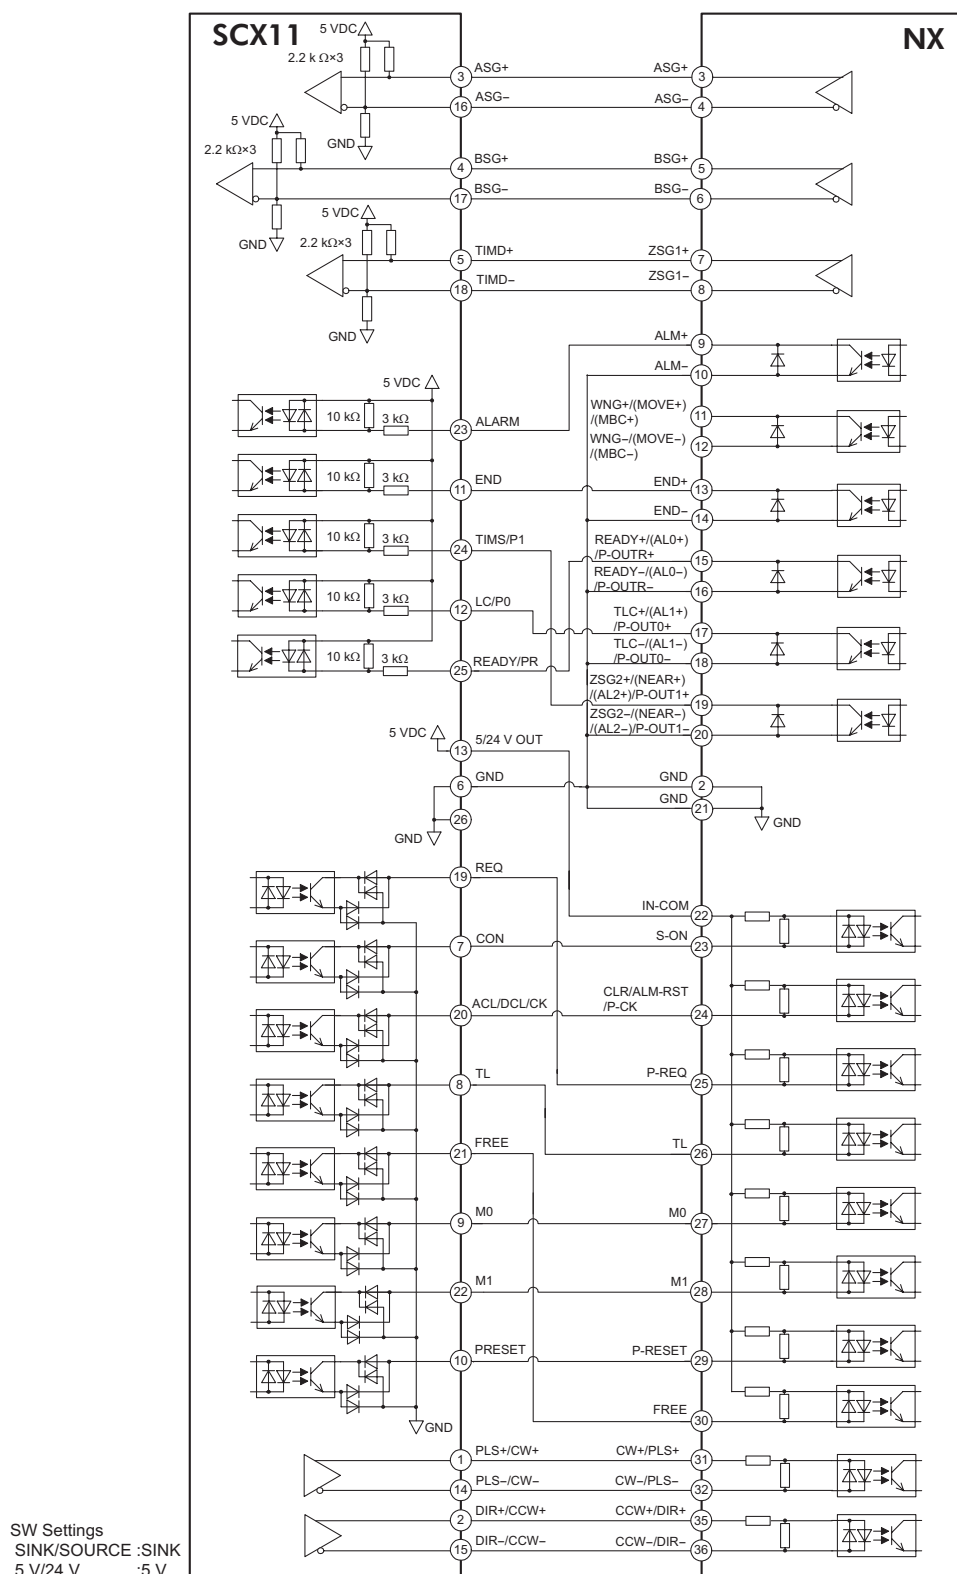 SCX11
NX
5 VDC
2.2 k Ω×3
3 ASG+ ASG+ 3
16 ASG− ASG− 4
GND
5 VDC
2.2 kΩ×3
4 BSG+ BSG+ 5
17 BSG− BSG− 6
GND
5 VDC
2.2 kΩ×3
5 TIMD+ ZSG1+ 7
18 TIMD− ZSG1− 8
GND
ALM+ 9
ALM− 10
5 VDC
WNG+/(MOVE+)
/(MBC+) 11
10 kΩ 3 kΩ 23 ALARM
WNG−/(MOVE−)
/(MBC−) 12
10 kΩ 3 kΩ 11 END END+ 13
END− 14
10 kΩ 3 kΩ 24 TIMS/P1
READY+/(AL0+)
/P-OUTR+ 15
READY−/(AL0−)
/P-OUTR− 16
10 kΩ 3 kΩ 12 LC/P0
TLC+/(AL1+)
/P-OUT0+ 17
TLC−/(AL1−)
/P-OUT0− 18
10 kΩ 3 kΩ 25 READY/PR
ZSG2+/(NEAR+)
/(AL2+)/P-OUT1+ 19
ZSG2−/(NEAR−)
/(AL2−)/P-OUT1− 20
5 VDC 13 5/24 V OUT
6 GND GND 2
GND 21
GND
26
GND
19 REQ
IN-COM 22
7 CON S-ON 23
20 ACL/DCL/CK CLR/ALM-RST
/P-CK 24
8 TL P-REQ 25
21 FREE TL 26
9 M0 M0 27
22 M1 M1 28
10 PRESET P-RESET 29
FREE 30
GND
1 PLS+/CW+ CW+/PLS+ 31
14 PLS−/CW− CW−/PLS− 32
2 DIR+/CCW+ CCW+/DIR+ 35
15 DIR−/CCW− CCW−/DIR− 36
SW Settings
SINK/SOURCE :SINK
5 V/24 V :5 V